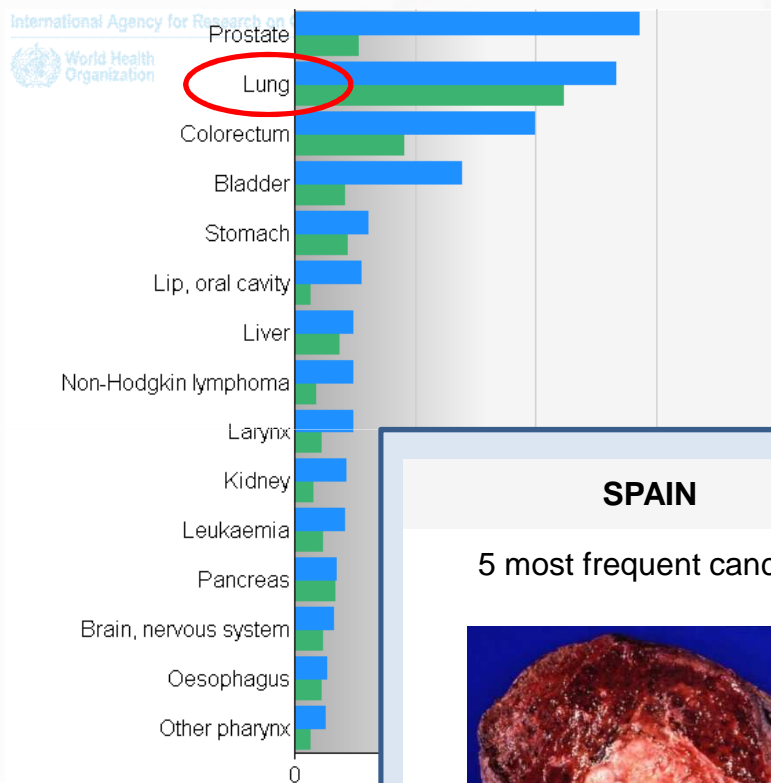 International Agency for Research on
World Health
Organization
Prostate
Lung
Colorectum
Bladder
Stomach
Lip, oral cavity
Liver
Non-Hodgkin lymphoma
Larynx
Kidney
Leukaemia
Pancreas
Brain, nervous system
Oesophagus
Other pharynx
0
SPAIN
5 most frequent canc